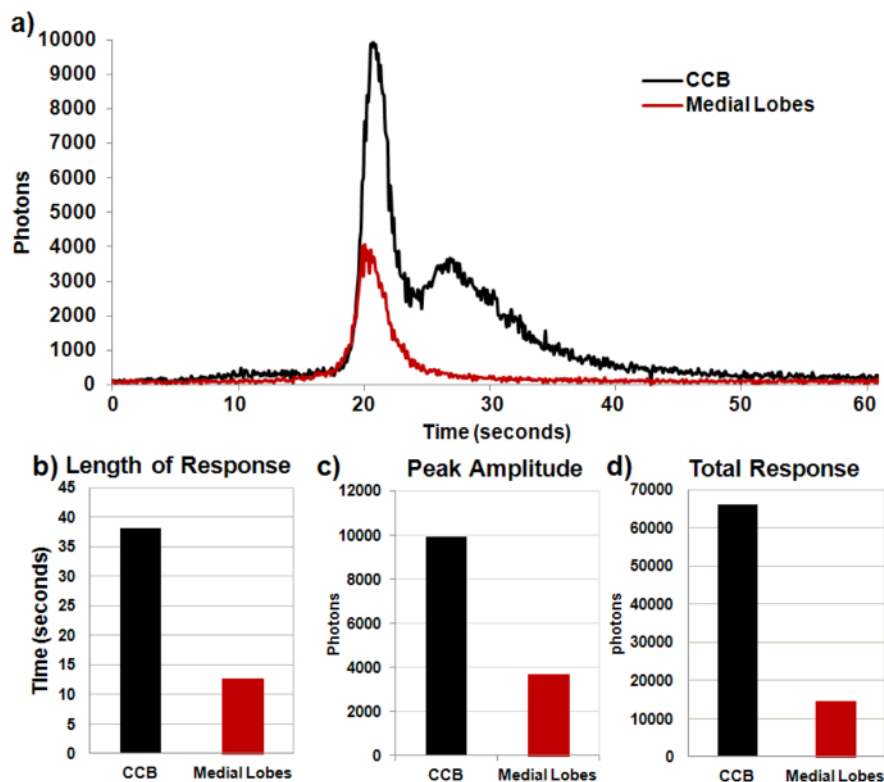 a)
10000
9000
8000
7000
6000
5000
4000
3000
2000
1000
0
Photons
CCB
Medial Lobes
0 10 20 30 40 50 60
Time (seconds)
b) Length of Response
45
40
35
30
25
20
15
10
5
0
Time (seconds)
CCB Medial Lobes
c) Peak Amplitude
12000
10000
8000
6000
4000
2000
0
Photons
CCB Medial Lobes
d) Total Response
70000
60000
50000
40000
30000
20000
10000
0
photons
CCB Medial Lobes